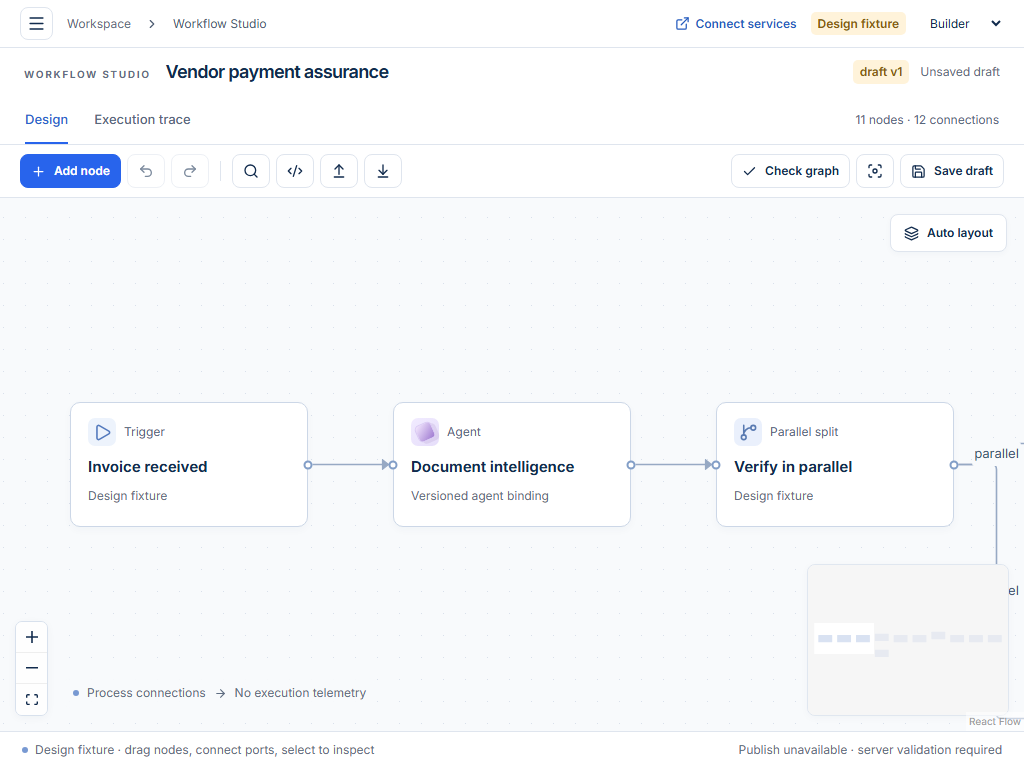 Workspace > Workflow Studio
Connect services
Design fixture
Builder
WORKFLOW STUDIO Vendor payment assurance
draft v1
Unsaved draft
Design
Execution trace
11 nodes · 12 connections
+ Add node
</>
Check graph
Save draft
Auto layout
Trigger
Invoice received
Design fixture
Agent
Document intelligence
Versioned agent binding
Parallel split
Verify in parallel
Design fixture
parallel
el
Process connections → No execution telemetry
React Flow
Design fixture · drag nodes, connect ports, select to inspect
Publish unavailable · server validation required